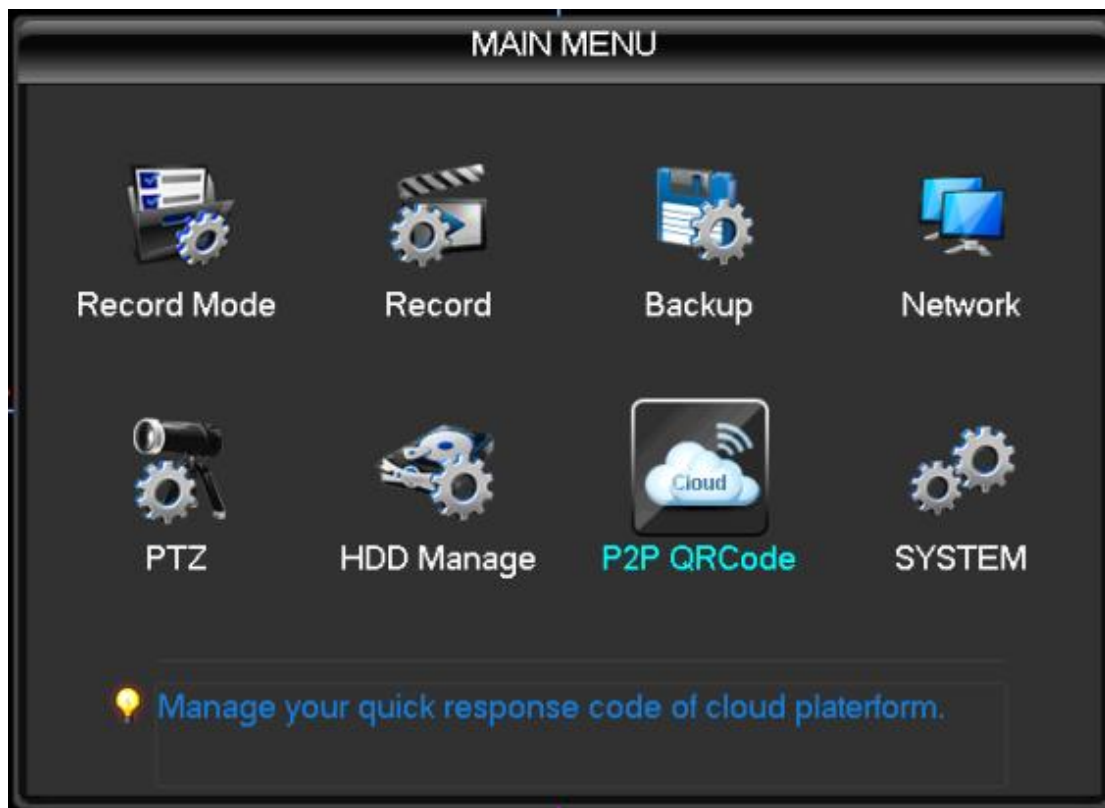 MAIN MENU
Record Mode Record Backup Network
Cloud
PTZ HDD Manage P2P QRCode SYSTEM
Manage your quick response code of cloud platerform.